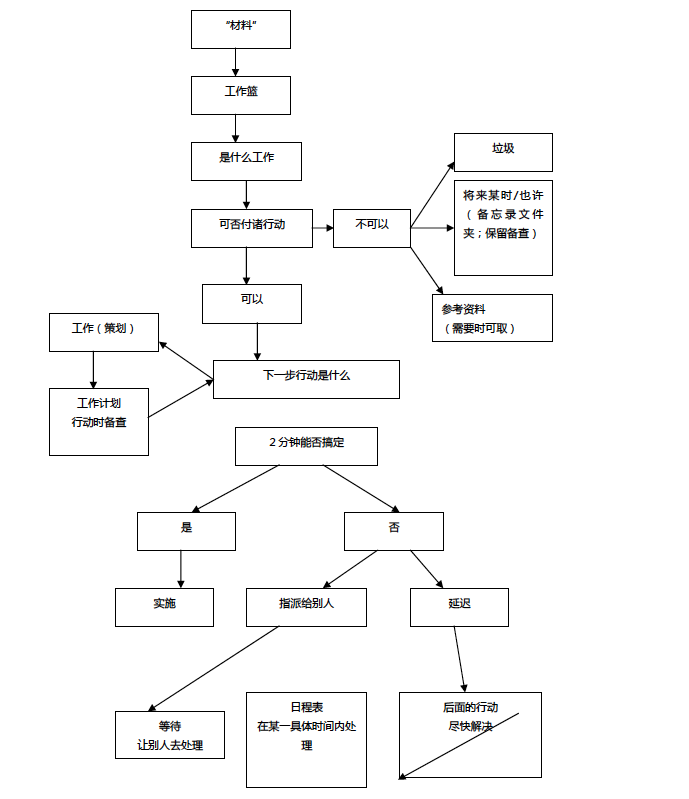 “材料”
工作篮
是什么工作
垃圾
将来某时/也许
（备忘录文件
夹；保留备查）
可否付诸行动
不可以
可以
参考资料
（需要时可取）
工作（策划）
下一步行动是什么
工作计划
行动时备查
2分钟能否搞定
是
否
实施
指派给别人
延迟
等待
让别人去处理
日程表
在某一具体时间内处
理
后面的行动
尽快解决